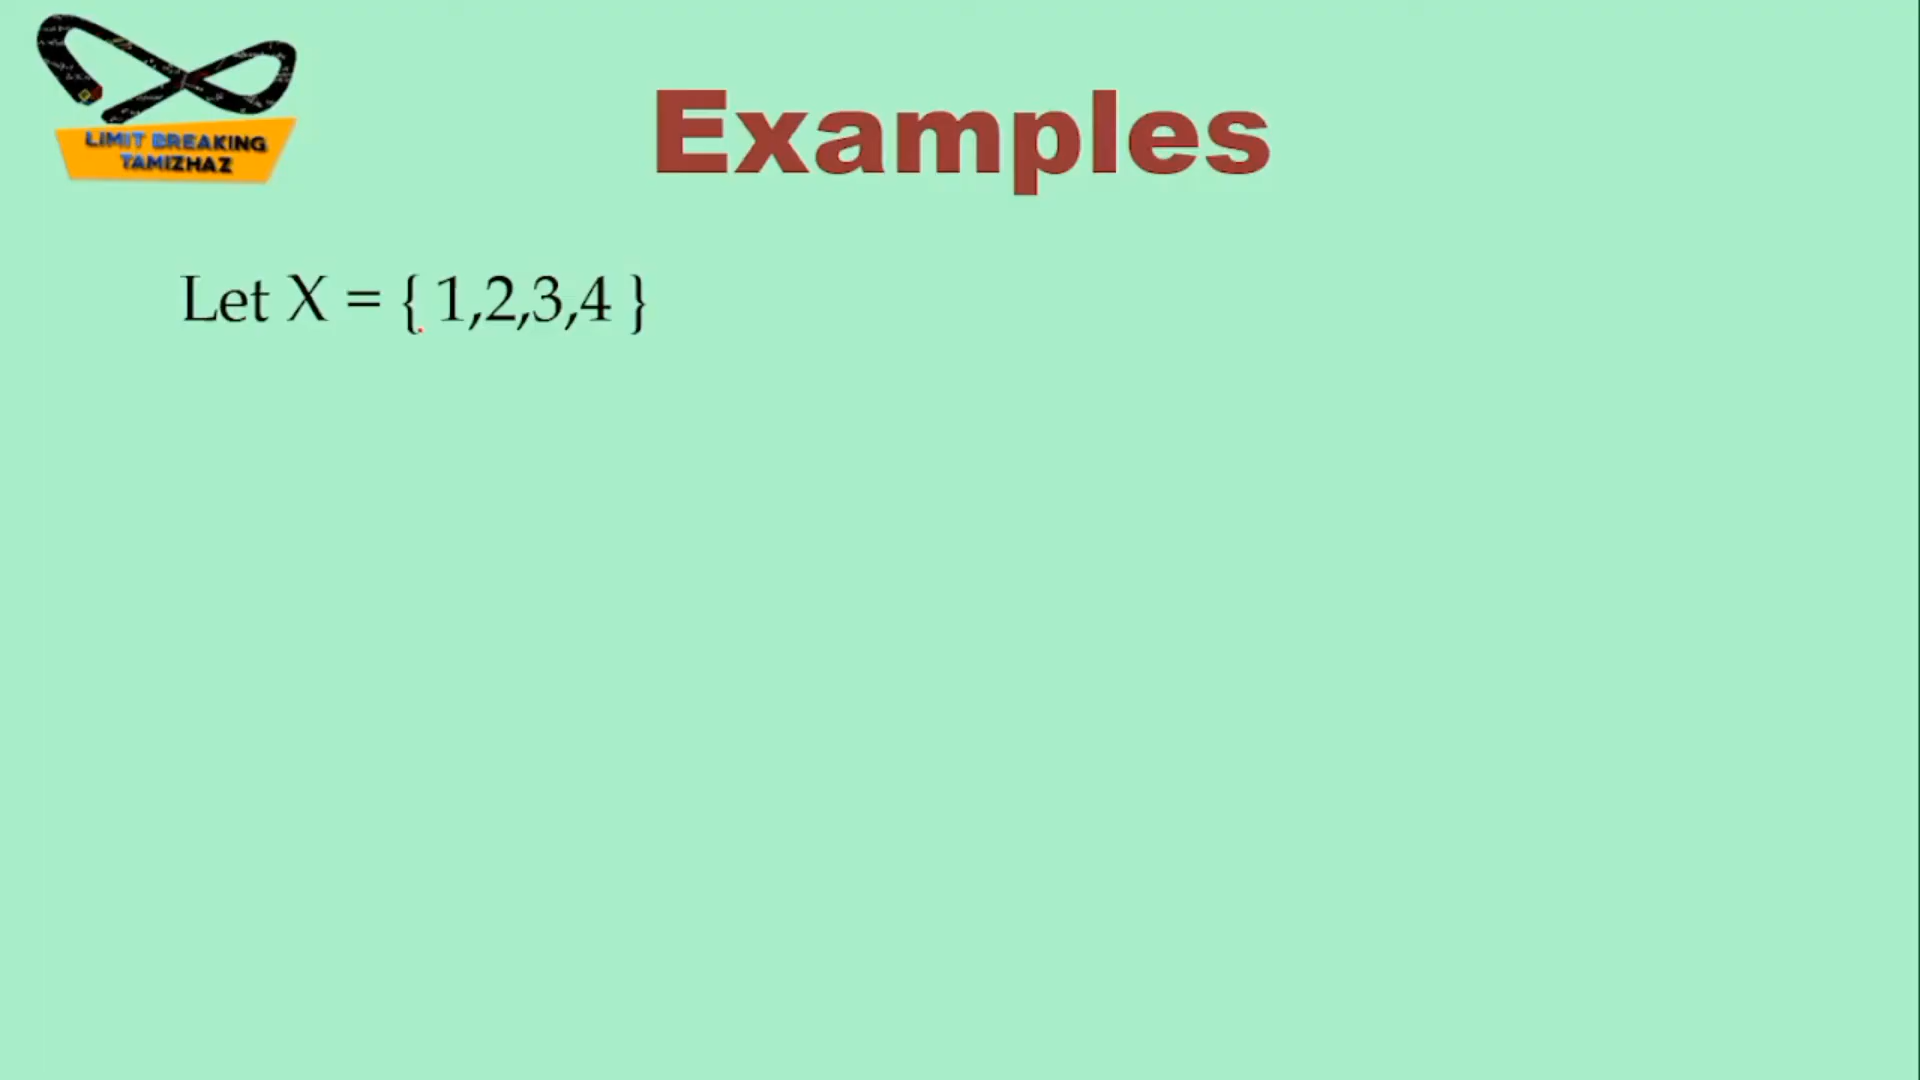 LIMIT BREAKING
TAMIZHAZ
Examples
Let X = { 1,2,3,4 }